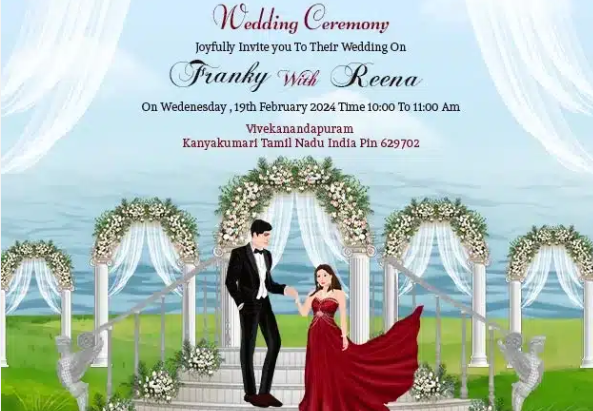 Wedding Ceremony
Joyfully Invite you To Their Wedding On
Franky With Reena
On Wedenesday , 19th February 2024 Time 10:00 To 11:00 Am
Vivekanandapuram
Kanyakumari Tamil Nadu India Pin 629702